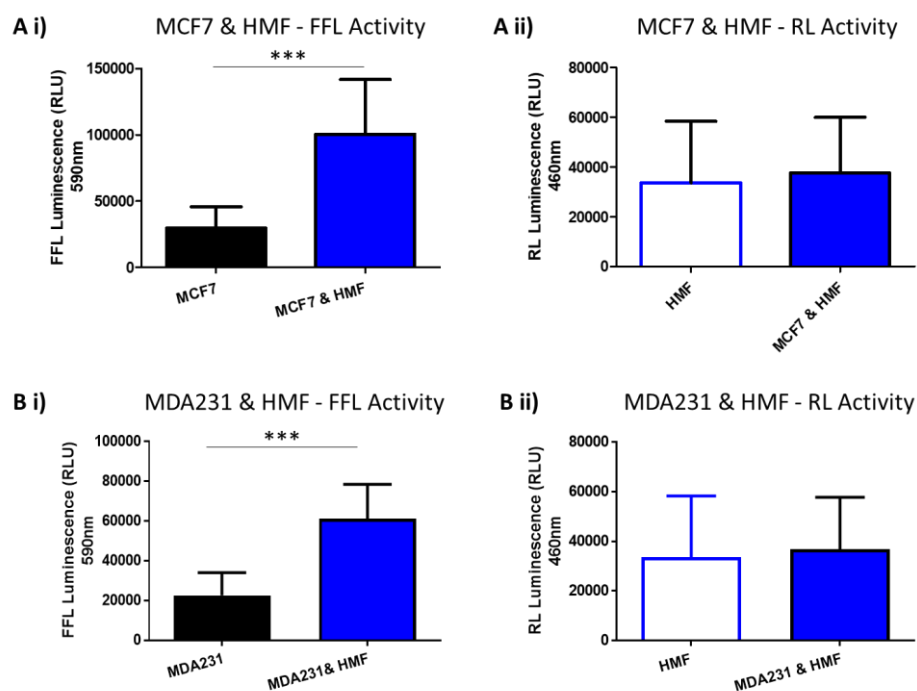 A i)
MCF7 & HMF - FFL Activity
***
FFL Luminescence (RLU)
590nm
150000
100000
50000
0
MCF7
MCF7 & HMF
A ii)
MCF7 & HMF - RL Activity
RL Luminescence (RLU)
460nm
80000
60000
40000
20000
0
HMF
MCF7 & HMF
B i)
MDA231 & HMF - FFL Activity
***
FFL Luminescence (RLU)
590nm
100000
80000
60000
40000
20000
0
MDA231
MDA231& HMF
B ii)
MDA231 & HMF - RL Activity
RL Luminescence (RLU)
460nm
80000
60000
40000
20000
0
HMF
MDA231 & HMF